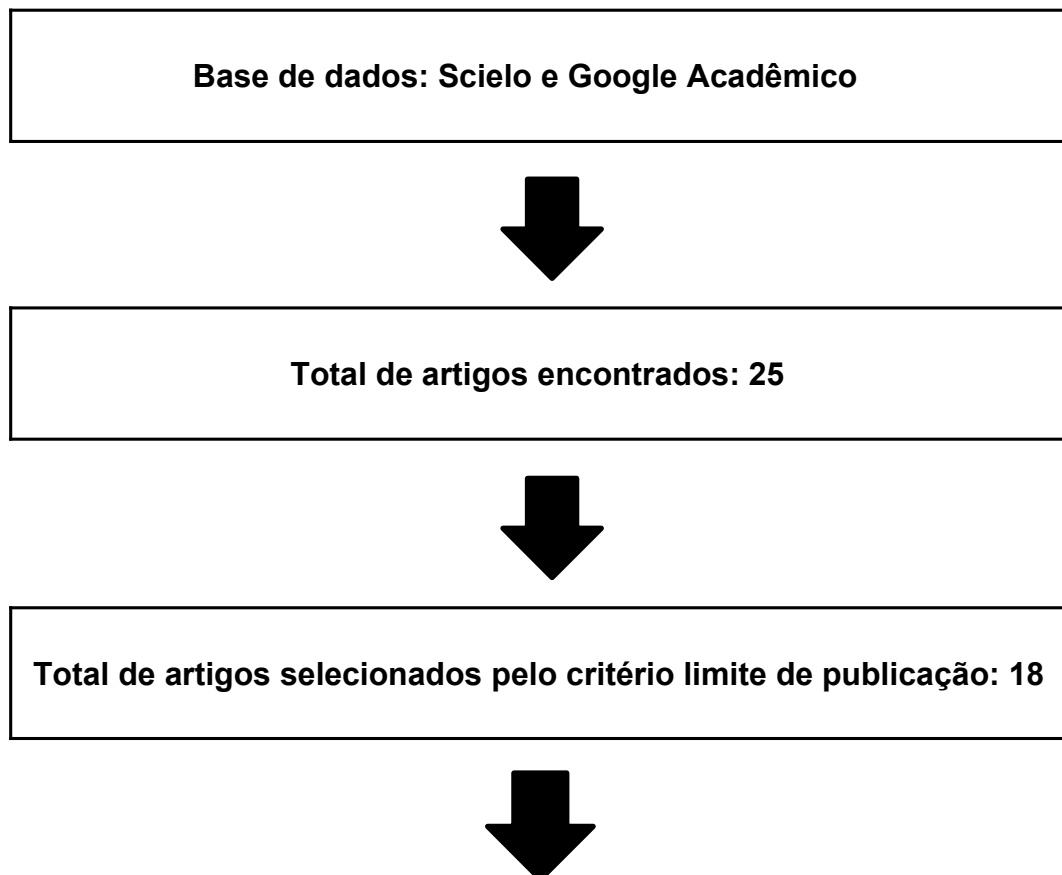 Base de dados: Scielo e Google Acadêmico
Total de artigos encontrados: 25
Total de artigos selecionados pelo critério limite de publicação: 18